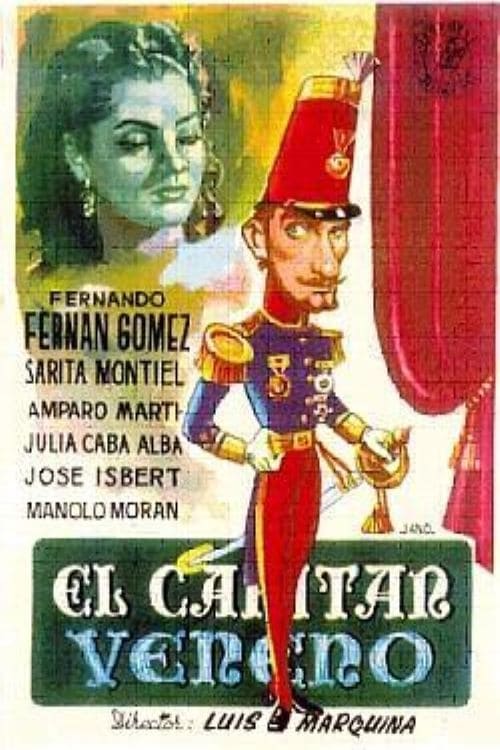 FERNANDO
FERNAN GOMEZ
SARITA MONTIEL
AMPARO MARTI
JULIA CABA ALBA
JOSE ISBERT
MANOLO MORAN
JANO
EL CAPITAN
VENENO
Director: LUIS MARQUINA